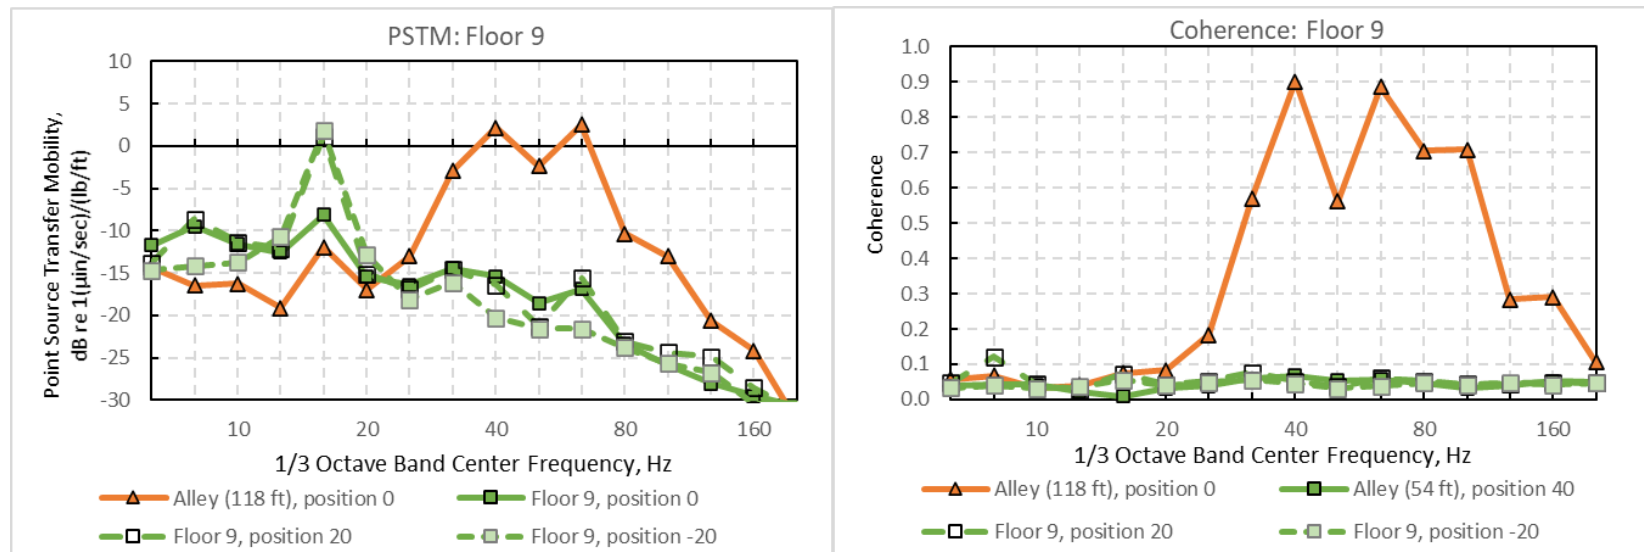 PSTM: Floor 9
Point Source Transfer Mobility,
dB re 1(µin/sec)/(lb/ft)
10
5
0
-5
-10
-15
-20
-25
-30
10 20 40 80 160
1/3 Octave Band Center Frequency, Hz
Alley (118 ft), position 0 Floor 9, position 0
Floor 9, position 20 Floor 9, position -20
Coherence: Floor 9
Coherence
1.0
0.9
0.8
0.7
0.6
0.5
0.4
0.3
0.2
0.1
0.0
10 20 40 80 160
1/3 Octave Band Center Frequency, Hz
Alley (118 ft), position 0 Alley (54 ft), position 40
Floor 9, position 20 Floor 9, position -20